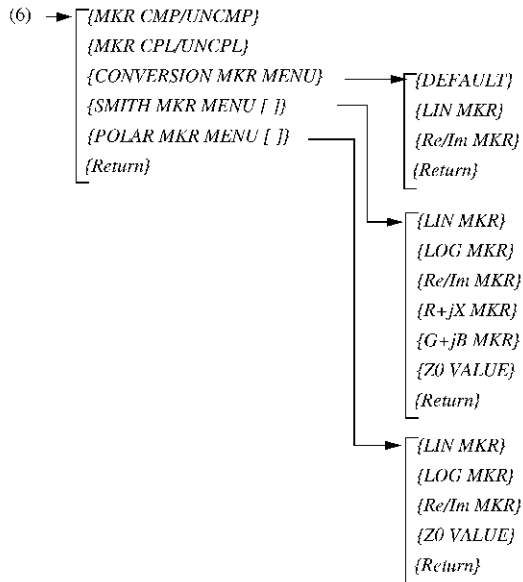 (6)
{MKR CMP/UNCMP}
{MKR CPL/UNCPL}
{CONVERSION MKR MENU}
{SMITH MKR MENU [ ]}
{POLAR MKR MENU [ ]}
{Return}
{DEFAULT}
{LIN MKR}
{Re/Im MKR}
{Return}
{LIN MKR}
{LOG MKR}
{Re/Im MKR}
{R+jX MKR}
{G+jB MKR}
{Z0 VALUE}
{Return}
{LIN MKR}
{LOG MKR}
{Re/Im MKR}
{Z0 VALUE}
{Return}